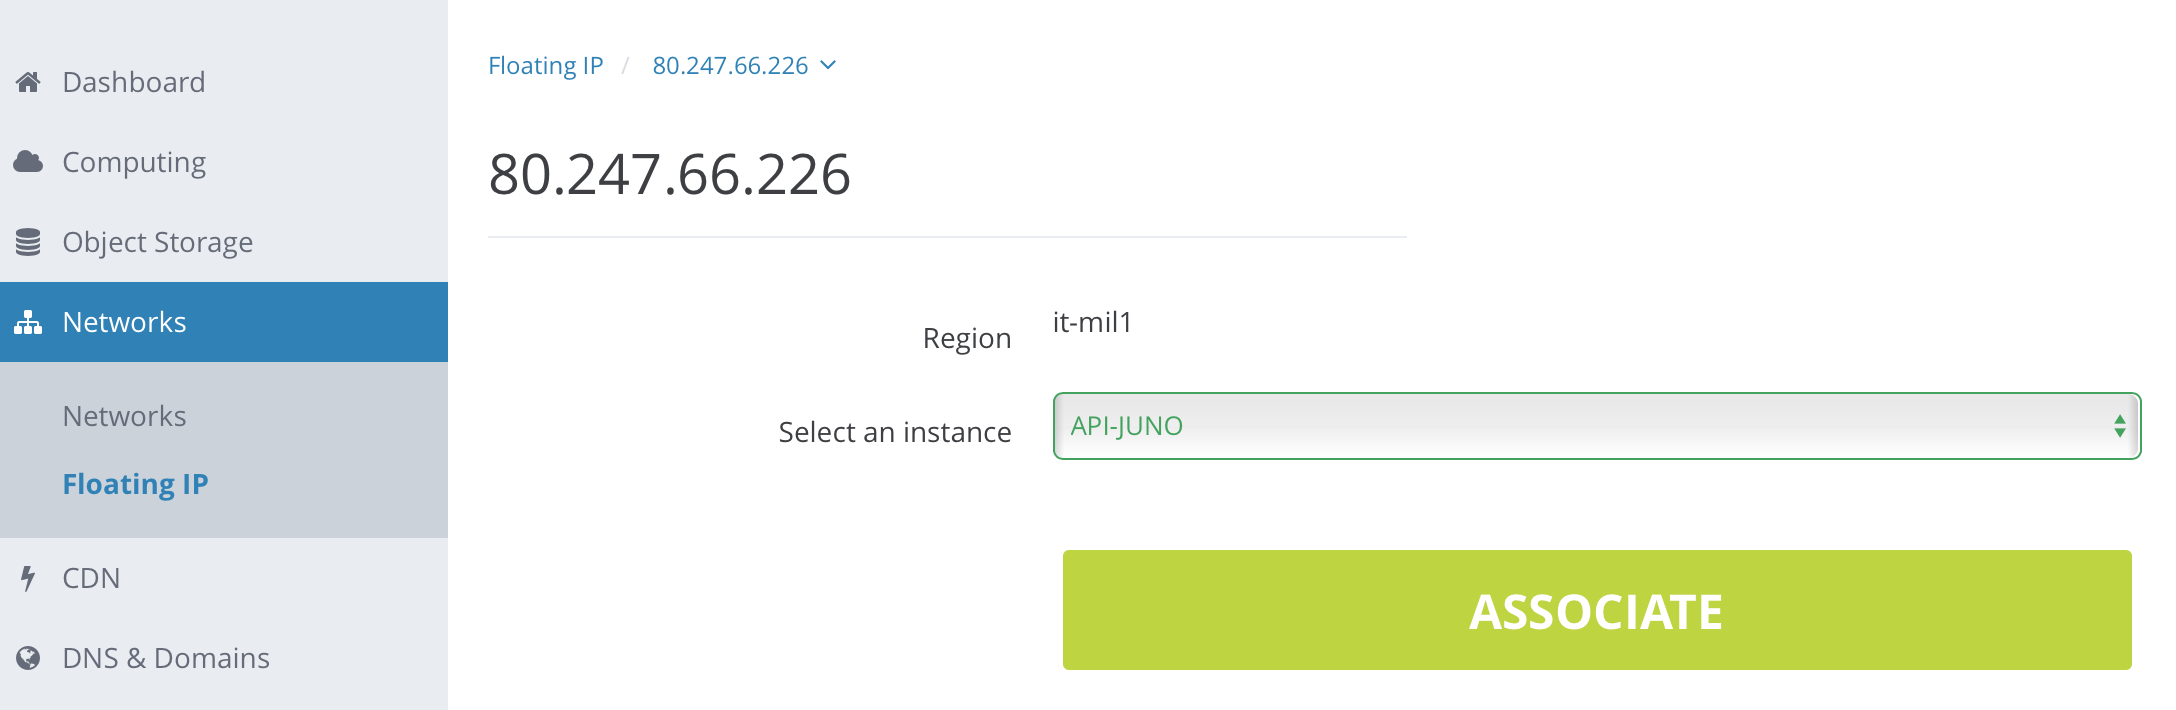 Dashboard
Computing
Object Storage
Networks
Networks
Floating IP
CDN
DNS & Domains
Floating IP / 80.247.66.226
80.247.66.226
Region it-mil1
Select an instance API-JUNO
ASSOCIATE